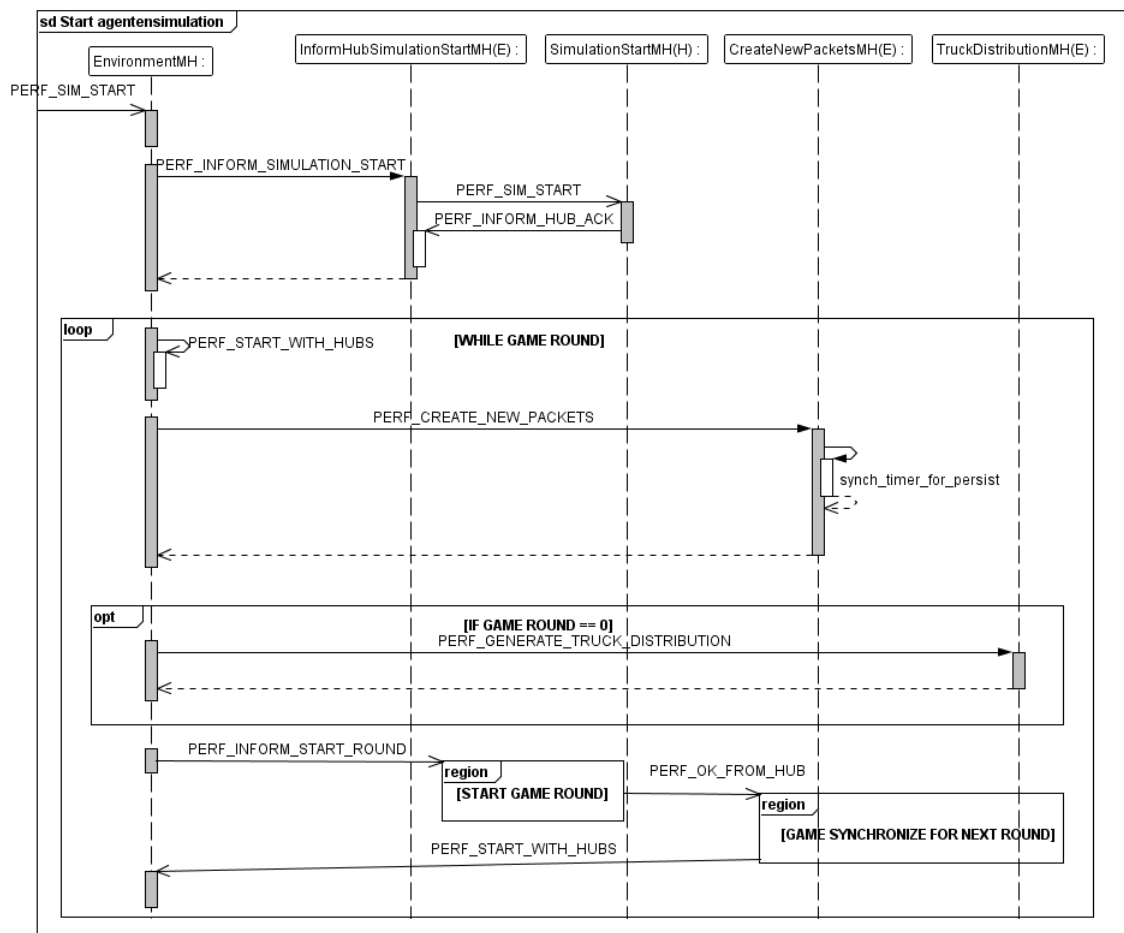 sd Start agentensimulation
EnvironmentMH :
InformHubSimulationStartMH(E) :
SimulationStartMH(H) :
CreateNewPacketsMH(E) :
TruckDistributionMH(E) :
PERF_SIM_START
PERF_INFORM_SIMULATION_START
PERF_SIM_START
PERF_INFORM_HUB_ACK
loop
[WHILE GAME ROUND]
PERF_START_WITH_HUBS
PERF_CREATE_NEW_PACKETS
synch_timer_for_persist
opt
[IF GAME ROUND == 0]
PERF_GENERATE_TRUCK_DISTRIBUTION
PERF_INFORM_START_ROUND
region
[START GAME ROUND]
PERF_OK_FROM_HUB
region
[GAME SYNCHRONIZE FOR NEXT ROUND]
PERF_START_WITH_HUBS